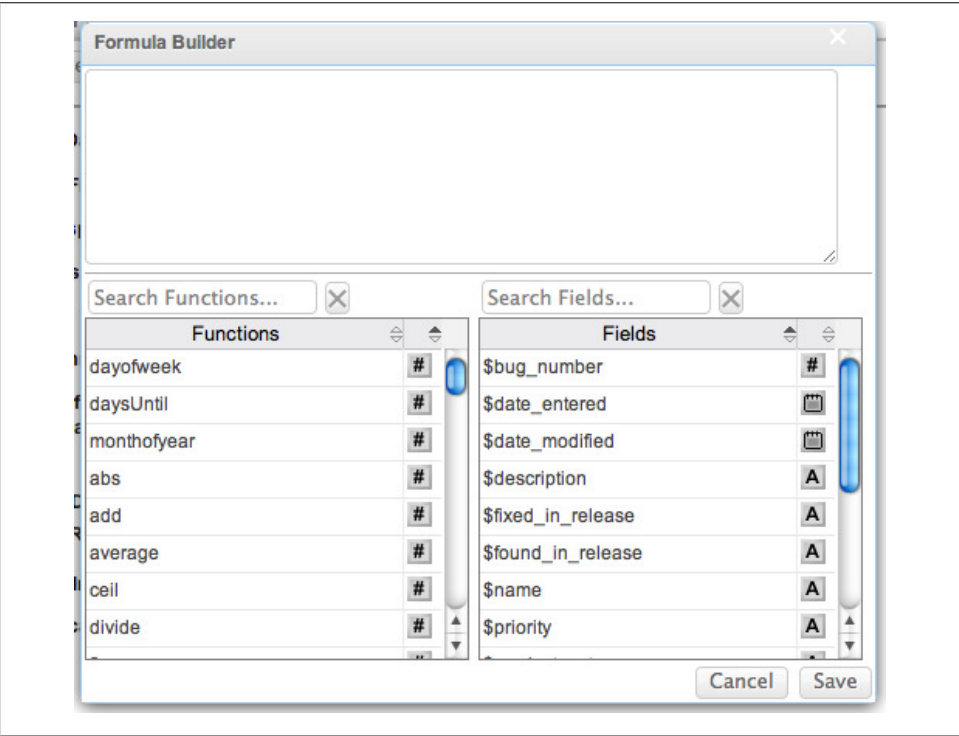 Formula Builder
Search Functions...
Search Fields...
Functions
Fields
dayofweek #
$bug_number #
daysUntil #
$date_entered
monthofyear #
$date_modified
abs #
$description A
add #
$fixed_in_release A
average #
$found_in_release A
ceil #
$name A
divide #
$priority A
Cancel
Save